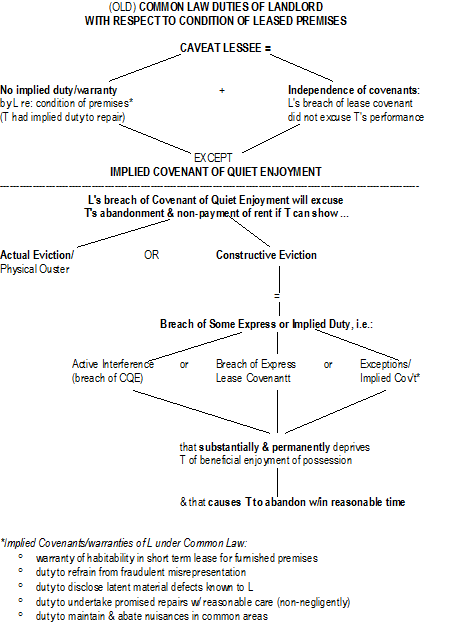 (OLD) COMMON LAW DUTIES OF LANDLORD
WITH RESPECT TO CONDITION OF LEASED PREMISES
CAVEAT LESSEE =
No implied duty/warranty + Independence of covenants:
by L re: condition of premises* L's breach of lease covenant
(T had implied duty to repair) did not excuse T's performance
EXCEPT
IMPLIED COVENANT OF QUIET ENJOYMENT
L's breach of Covenant of Quiet Enjoyment will excuse
T's abandonment & non-payment of rent if T can show ...
Actual Eviction/ OR Constructive Eviction
Physical Ouster
=
Breach of Some Express or Implied Duty, i.e.:
Active Interference or Breach of Express or Exceptions/
(breach of CQE) Lease Covenantt Implied Cov't*
that substantially & permanently deprives
T of beneficial enjoyment of possession
& that causes T to abandon w/in reasonable time
*Implied Covenants/warranties of L under Common Law:
° warranty of habitability in short term lease for furnished premises
° duty to refrain from fraudulent misrepresentation
° duty to disclose latent material defects known to L
° duty to undertake promised repairs w/ reasonable care (non-negligently)
° duty to maintain & abate nuisances in common areas